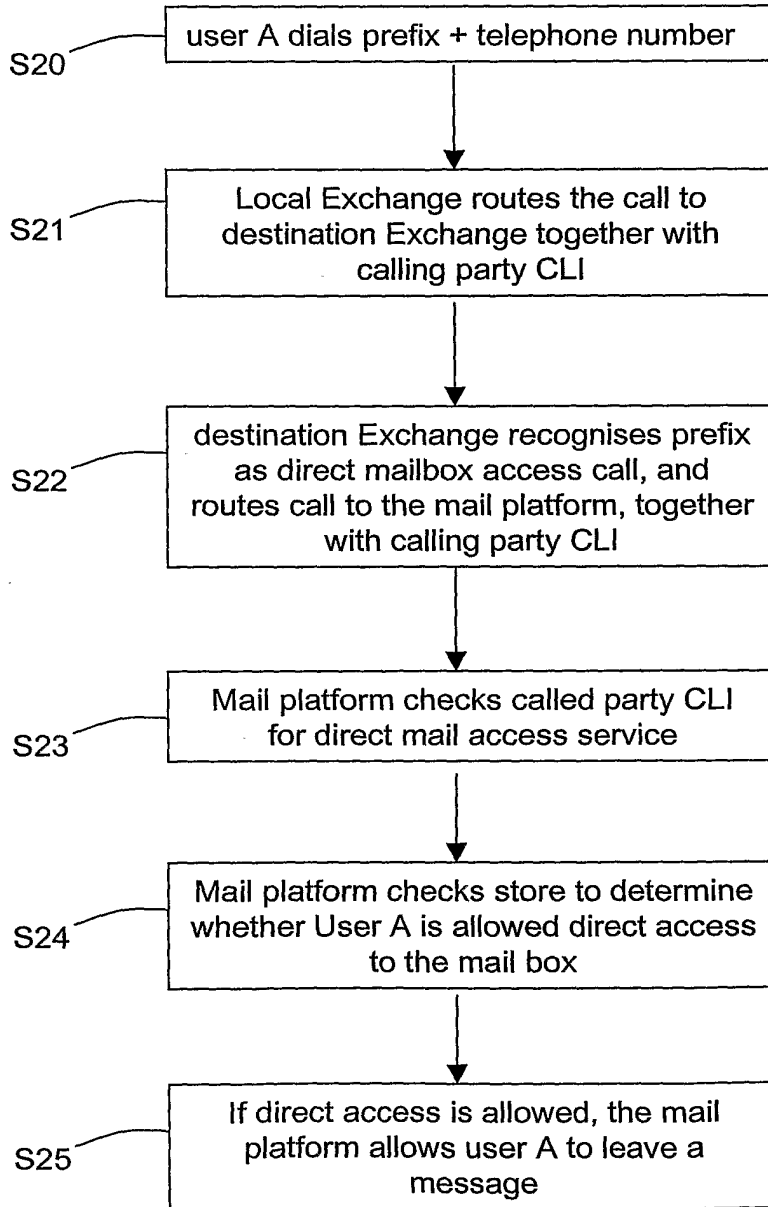 user A dials prefix + telephone number
S20
Local Exchange routes the call to
destination Exchange together with
calling party CLI
S21
destination Exchange recognises prefix
as direct mailbox access call, and
routes call to the mail platform, together
with calling party CLI
S22
Mail platform checks called party CLI
for direct mail access service
S23
Mail platform checks store to determine
whether User A is allowed direct access
to the mail box
S24
If direct access is allowed, the mail
platform allows user A to leave a
message
S25